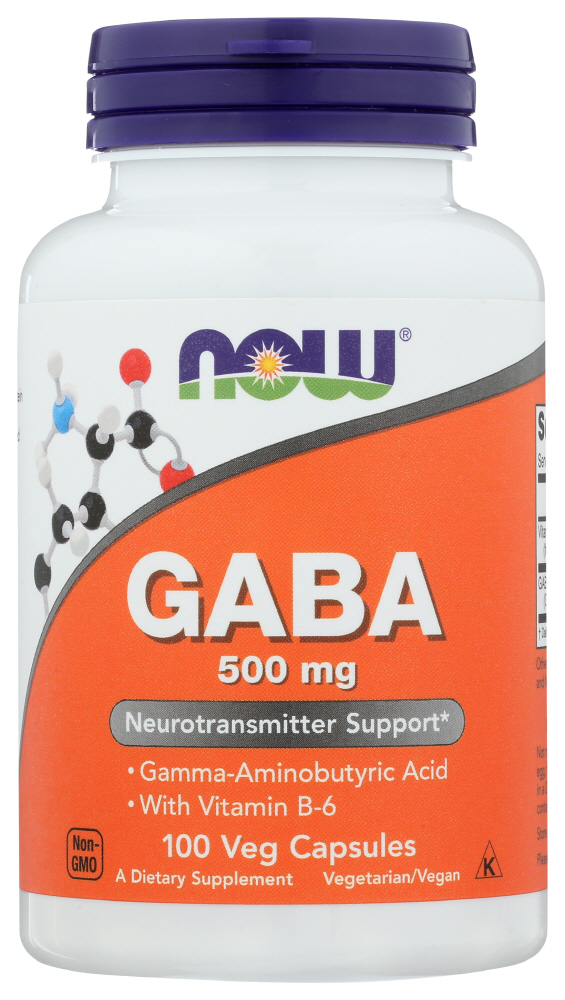 NOW®
GABA
500 mg
Neurotransmitter Support*
• Gamma-Aminobutyric Acid
• With Vitamin B-6
100 Veg Capsules
Non-
GMO
A Dietary Supplement Vegetarian/Vegan
K